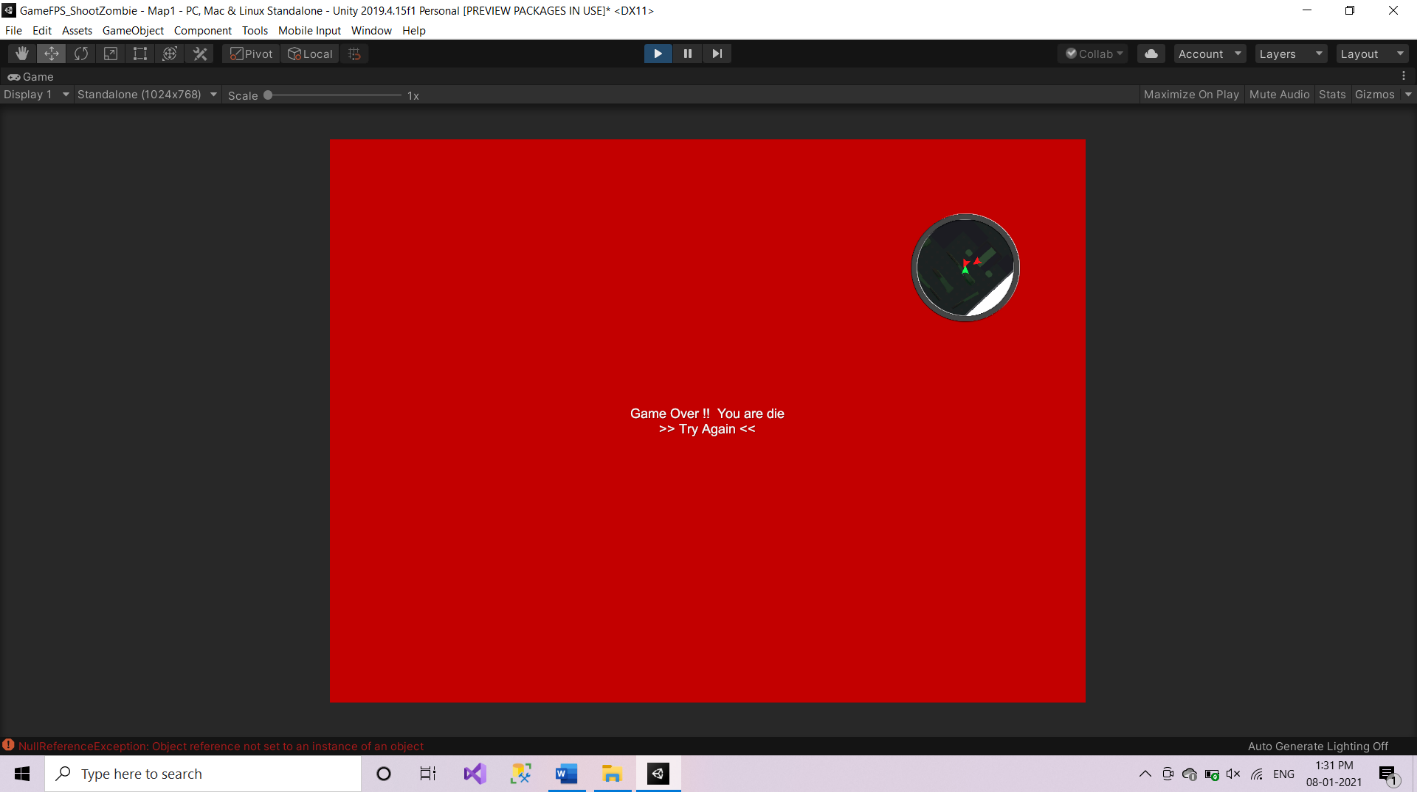 GameFPS_ShootZombie - Map1 - PC, Mac & Linux Standalone - Unity 2019.4.15f1 Personal [PREVIEW PACKAGES IN USE]* <DX11>
File Edit Assets GameObject Component Tools Mobile Input Window Help
Pivot Local Collab Account Layers Layout
Game
Display 1 Standalone (1024x768) Scale 1x Maximize On Play Mute Audio Stats Gizmos
Game Over !!  You are die
>> Try Again <<
NullReferenceException: Object reference not set to an instance of an object Auto Generate Lighting Off
Type here to search ENG 1:31 PM
08-01-2021 1